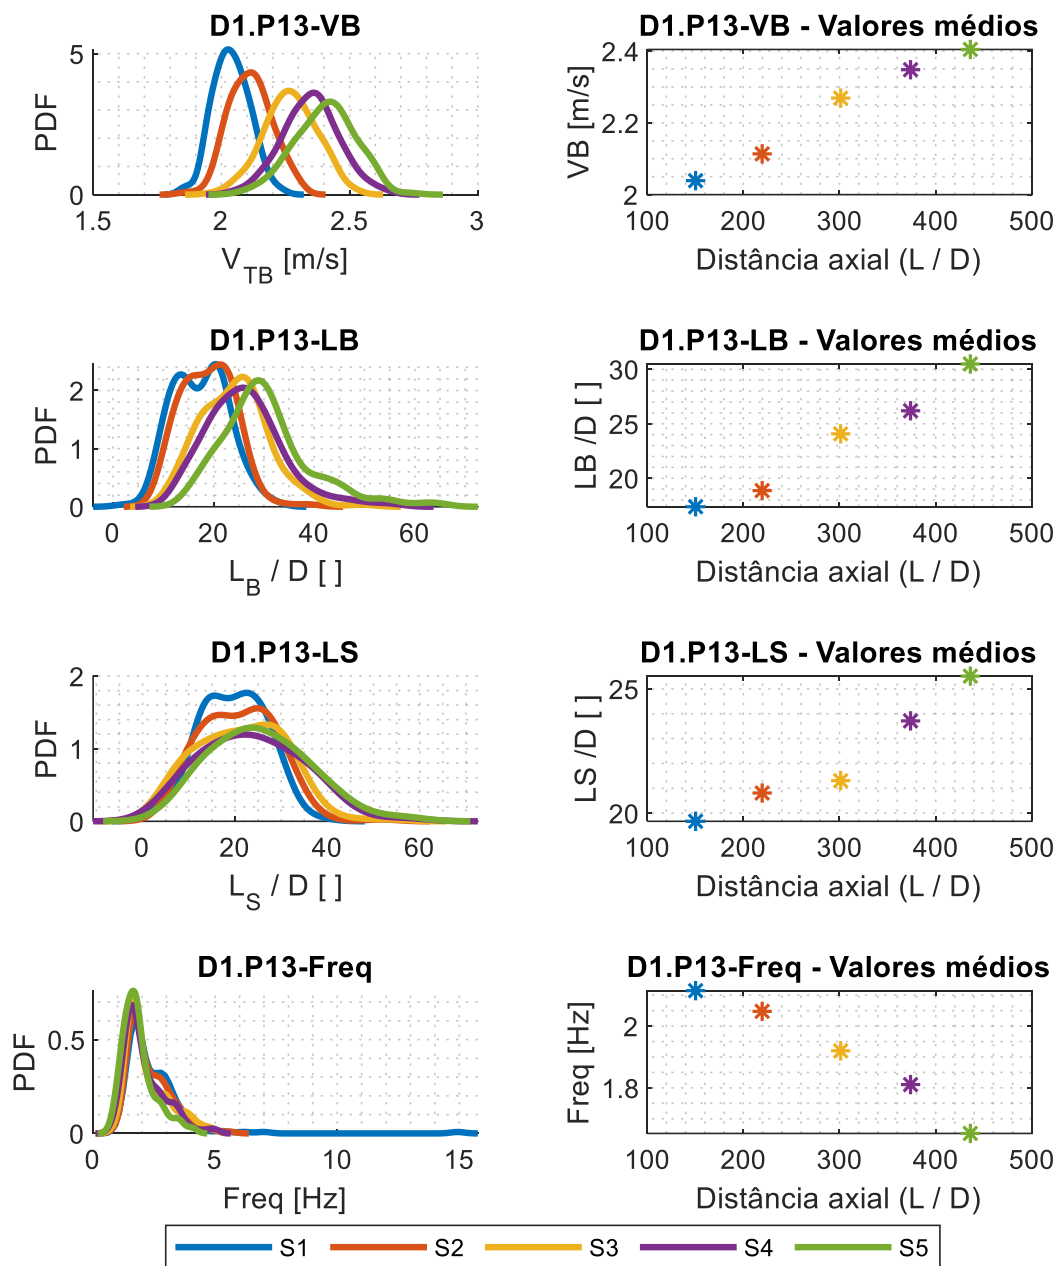 D1.P13-VB
5
0
PDF
1.5
2
2.5
3
V_TB [m/s]
D1.P13-VB - Valores médios
2.4
2.2
2
VB [m/s]
100
200
300
400
500
Distância axial (L / D)
D1.P13-LB
2
1
0
PDF
0
20
40
60
L_B / D [ ]
D1.P13-LB - Valores médios
30
25
20
LB /D [ ]
100
200
300
400
500
Distância axial (L / D)
D1.P13-LS
2
1
0
PDF
0
20
40
60
L_S / D [ ]
D1.P13-LS - Valores médios
25
20
LS /D [ ]
100
200
300
400
500
Distância axial (L / D)
D1.P13-Freq
0.5
0
PDF
0
5
10
15
Freq [Hz]
D1.P13-Freq - Valores médios
2
1.8
Freq [Hz]
100
200
300
400
500
Distância axial (L / D)
S1
S2
S3
S4
S5